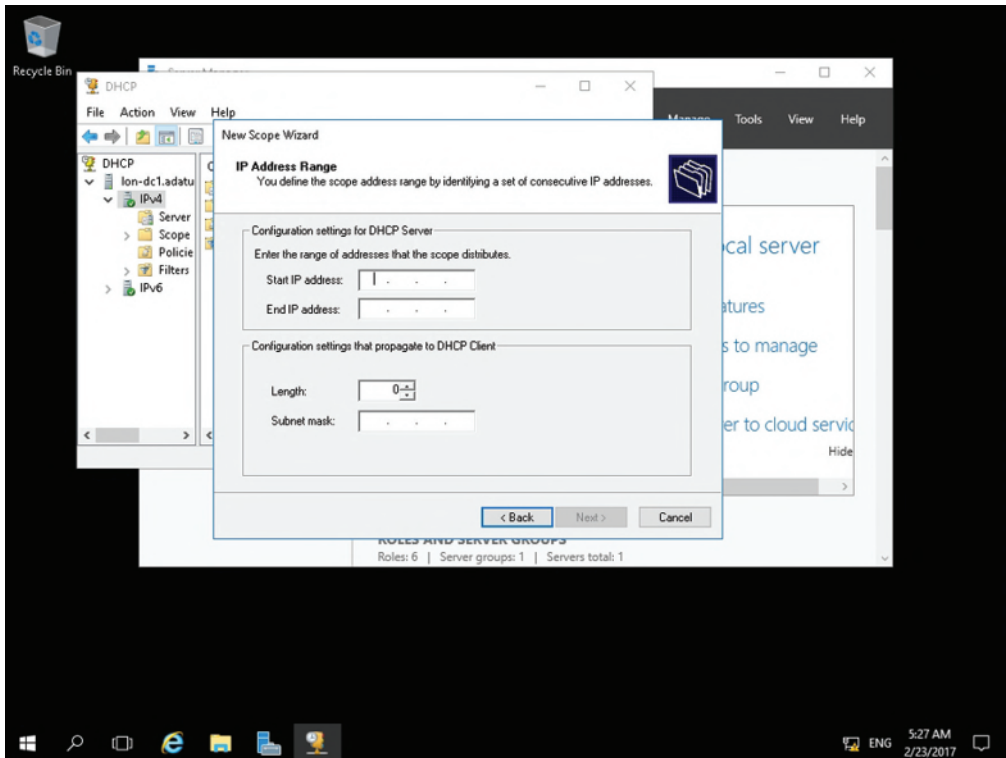 Recycle Bin
DHCP
File Action View Help
Manage Tools View Help
DHCP
lon-dc1.adatu
IPv4
Server
Scope
Policie
Filters
IPv6
New Scope Wizard
IP Address Range
You define the scope address range by identifying a set of consecutive IP addresses.
Configuration settings for DHCP Server
Enter the range of addresses that the scope distributes.
Start IP address:
End IP address:
Configuration settings that propagate to DHCP Client
Length: 0
Subnet mask:
< Back Next > Cancel
cal server
atures
s to manage
roup
er to cloud servic
Hide
ROLES AND SERVER GROUPS
Roles: 6 | Server groups: 1 | Servers total: 1
ENG
5:27 AM
2/23/2017